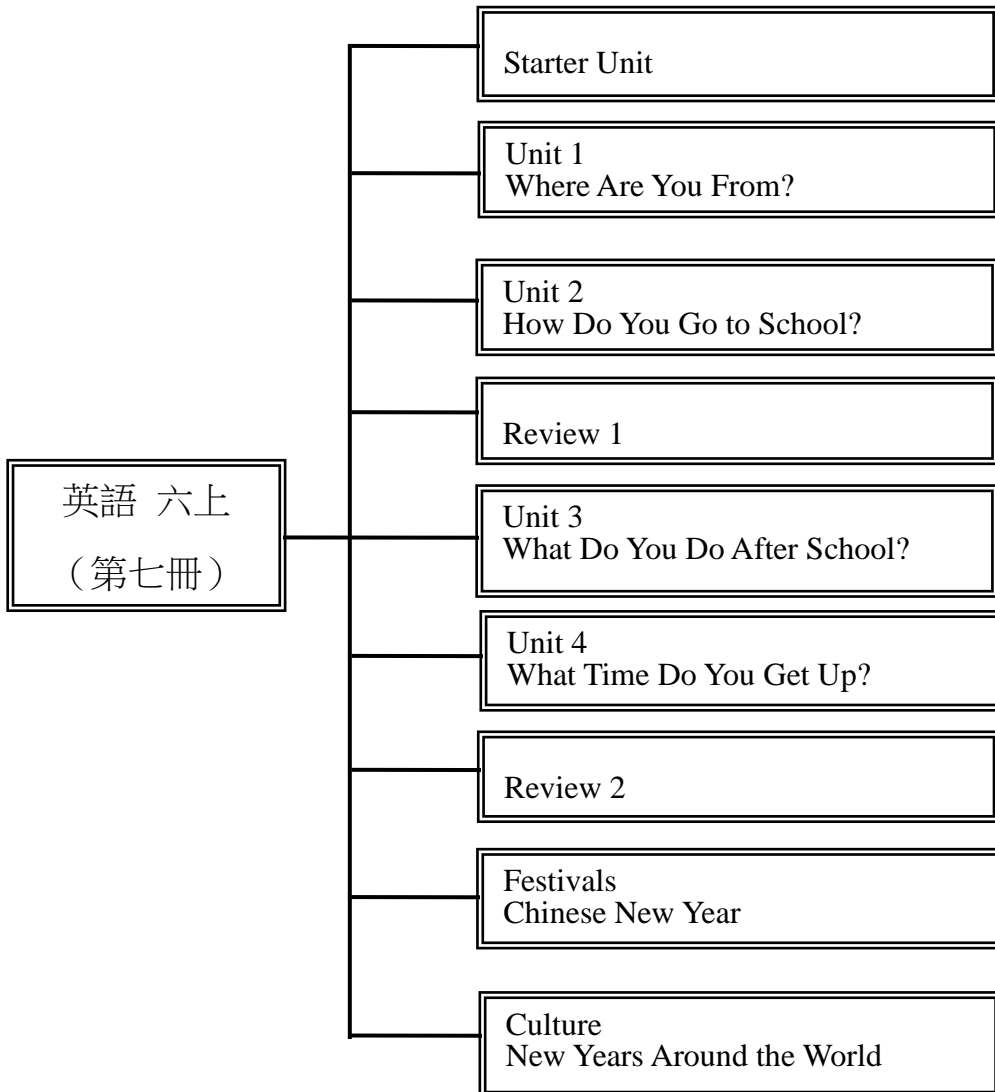 Starter Unit
Unit 1
Where Are You From?
Unit 2
How Do You Go to School?
Review 1
英語 六上
（第七冊）
Unit 3
What Do You Do After School?
Unit 4
What Time Do You Get Up?
Review 2
Festivals
Chinese New Year
Culture
New Years Around the World